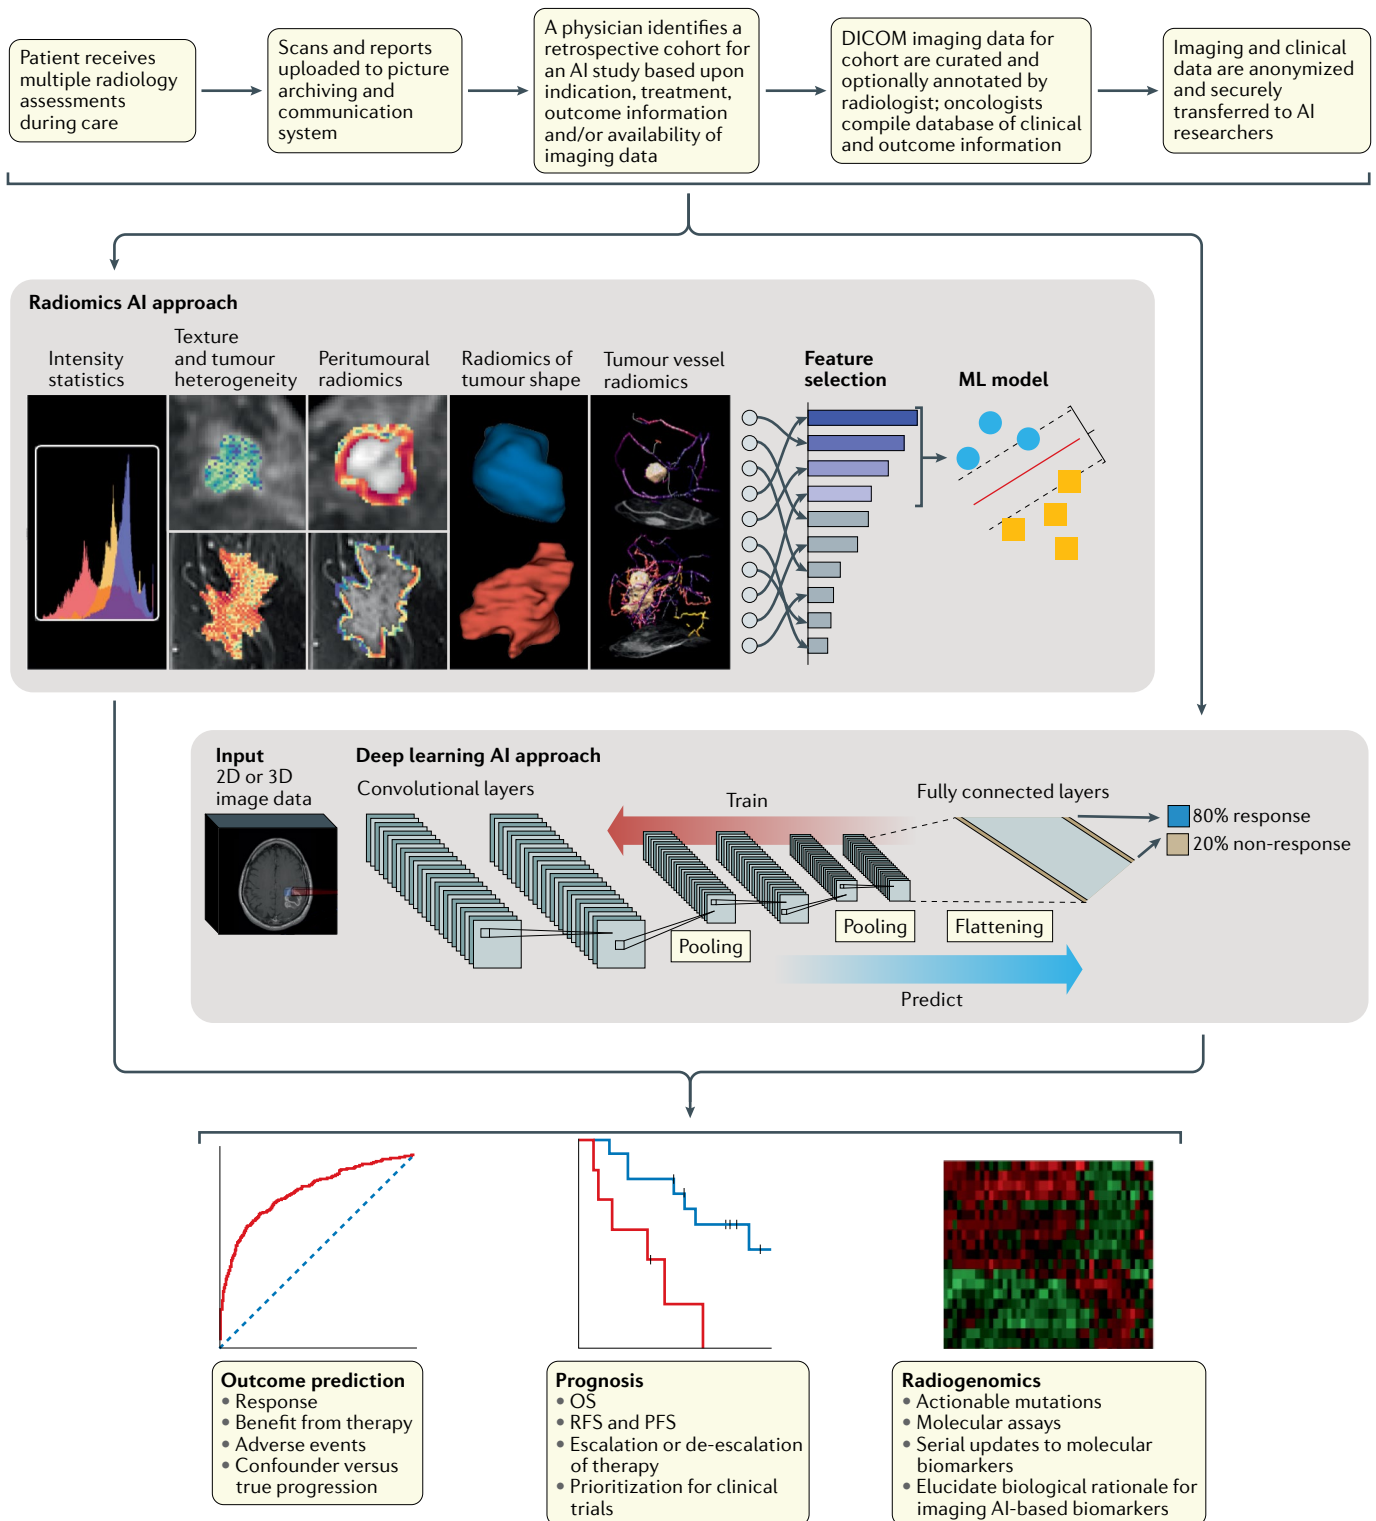 Patient receives
multiple radiology
assessments
during care
Scans and reports
uploaded to picture
archiving and
communication
system
A physician identifies a
retrospective cohort for
an AI study based upon
indication, treatment,
outcome information
and/or availability of
imaging data
DICOM imaging data for
cohort are curated and
optionally annotated by
radiologist; oncologists
compile database of clinical
and outcome information
Imaging and clinical
data are anonymized
and securely
transferred to AI
researchers
Radiomics AI approach
Intensity
statistics
Texture
and tumour
heterogeneity
Peritumoural
radiomics
Radiomics of
tumour shape
Tumour vessel
radiomics
Feature
selection
ML model
Input
2D or 3D
image data
Deep learning AI approach
Convolutional layers
Train
Fully connected layers
80% response
20% non-response
Pooling
Pooling
Flattening
Predict
Outcome prediction
• Response
• Benefit from therapy
• Adverse events
• Confounder versus
true progression
Prognosis
• OS
• RFS and PFS
• Escalation or de-escalation
of therapy
• Prioritization for clinical
trials
Radiogenomics
• Actionable mutations
• Molecular assays
• Serial updates to molecular
biomarkers
• Elucidate biological rationale for
imaging AI-based biomarkers